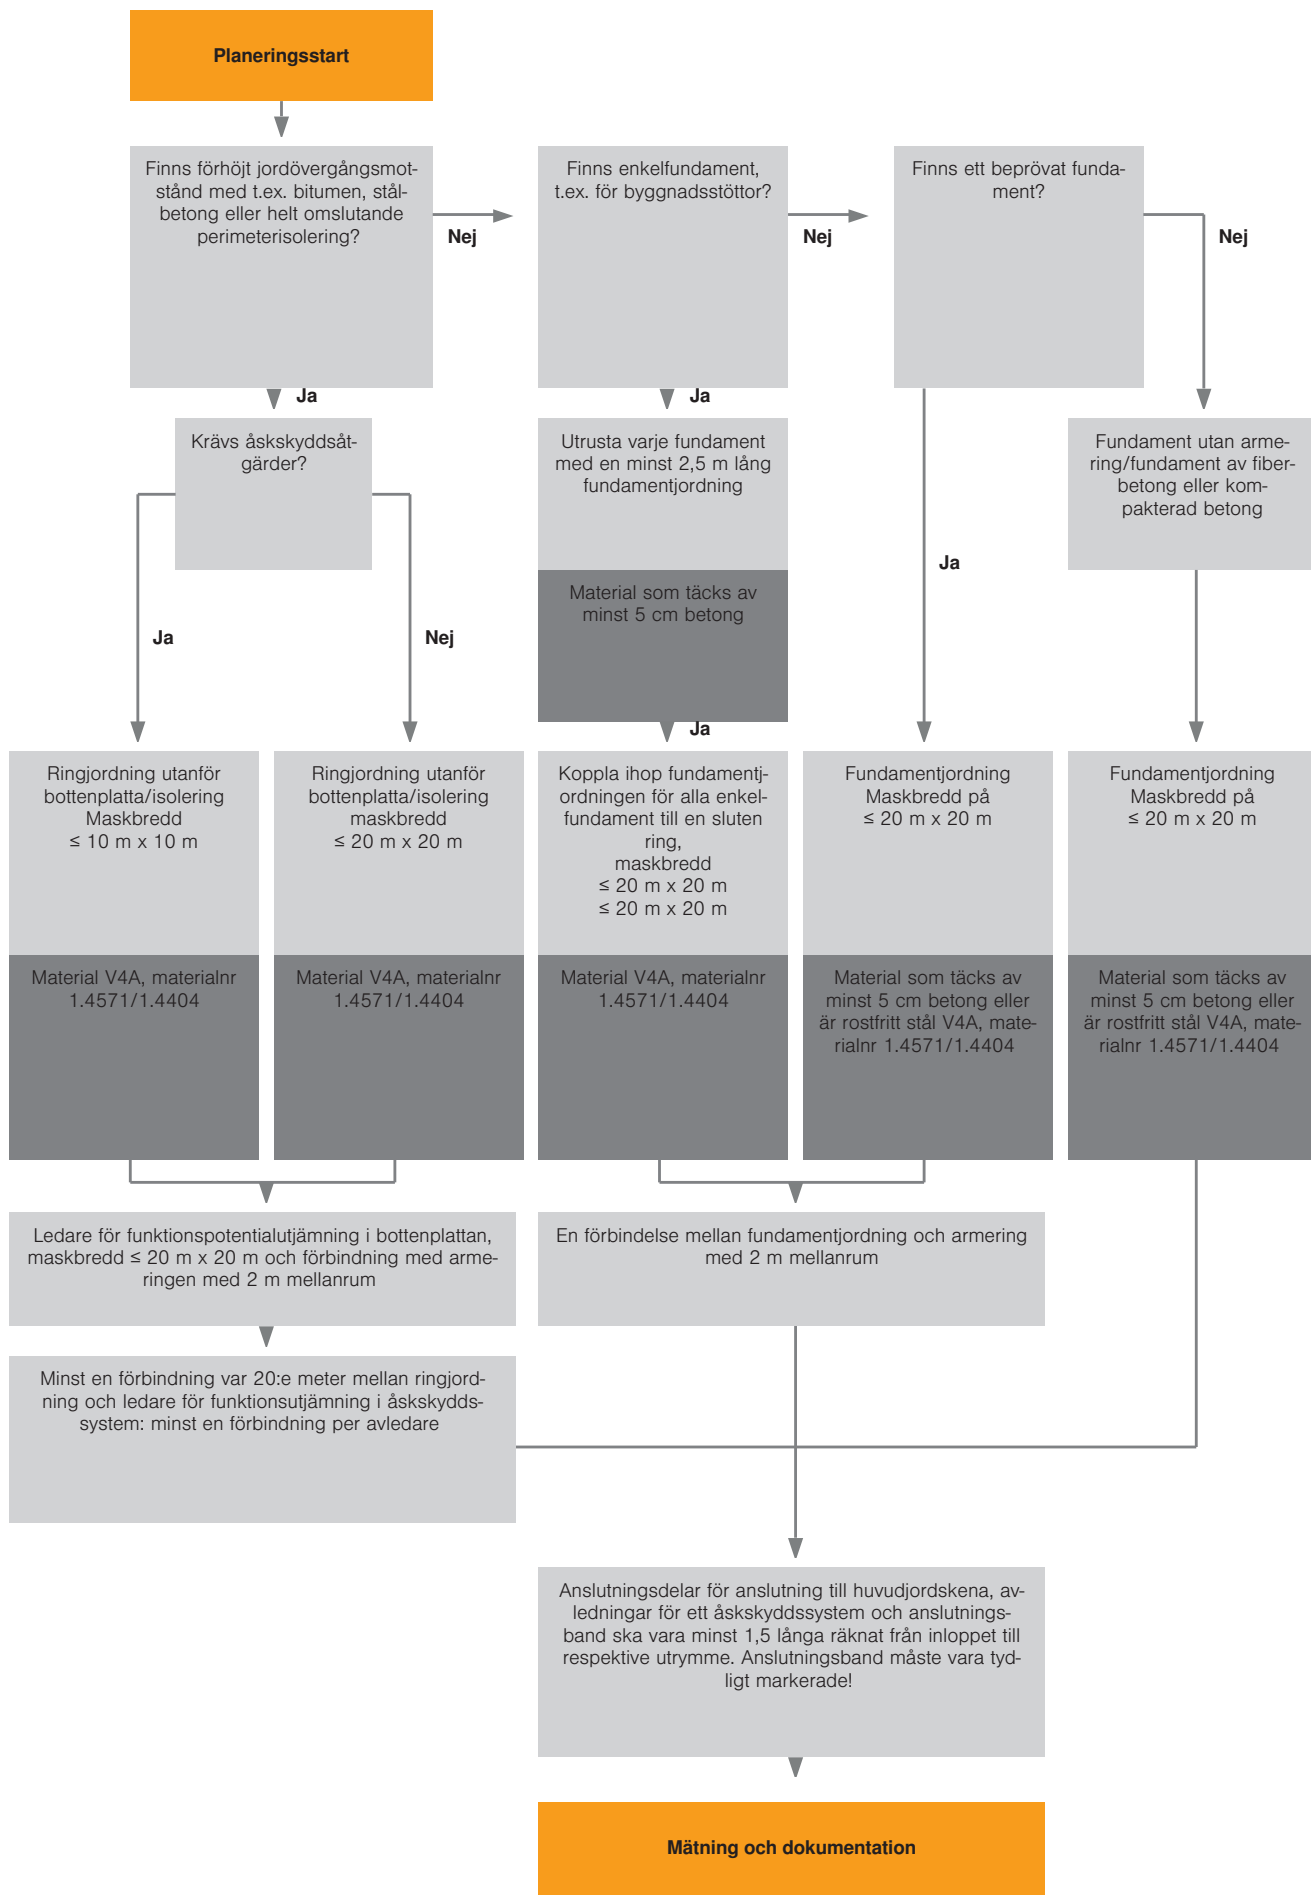 Planeringsstart
Finns förhöjt jordövergångsmot-
stånd med t.ex. bitumen, stål-
betong eller helt omslutande
perimeterisolering?
Nej
Finns enkelfundament,
t.ex. för byggnadsstöttor?
Nej
Finns ett beprövat funda-
ment?
Nej
Ja
Ja
Krävs åskskyddsåt-
gärder?
Utrusta varje fundament
med en minst 2,5 m lång
fundamentjordning
Fundament utan arme-
ring/fundament av fiber-
betong eller kom-
pakterad betong
Ja
Material som täcks av
minst 5 cm betong
Ja
Nej
Ja
Ringjordning utanför
bottenplatta/isolering
Maskbredd
≤ 10 m x 10 m
Ringjordning utanför
bottenplatta/isolering
maskbredd
≤ 20 m x 20 m
Koppla ihop fundamentj-
ordningen för alla enkel-
fundament till en sluten
ring,
maskbredd
≤ 20 m x 20 m
≤ 20 m x 20 m
Fundamentjordning
Maskbredd på
≤ 20 m x 20 m
Fundamentjordning
Maskbredd på
≤ 20 m x 20 m
Material V4A, materialnr
1.4571/1.4404
Material V4A, materialnr
1.4571/1.4404
Material V4A, materialnr
1.4571/1.4404
Material som täcks av
minst 5 cm betong eller
är rostfritt stål V4A, mate-
rialnr 1.4571/1.4404
Material som täcks av
minst 5 cm betong eller
är rostfritt stål V4A, mate-
rialnr 1.4571/1.4404
Ledare för funktionspotentialutjämning i bottenplattan,
maskbredd ≤ 20 m x 20 m och förbindning med arme-
ringen med 2 m mellanrum
En förbindelse mellan fundamentjordning och armering
med 2 m mellanrum
Minst en förbindning var 20:e meter mellan ringjord-
ning och ledare för funktionsutjämning i åskskydds-
system: minst en förbindning per avledare
Anslutningsdelar för anslutning till huvudjordskena, av-
ledningar för ett åskskyddssystem och anslutnings-
band ska vara minst 1,5 långa räknat från inloppet till
respektive utrymme. Anslutningsband måste vara tyd-
ligt markerade!
Mätning och dokumentation